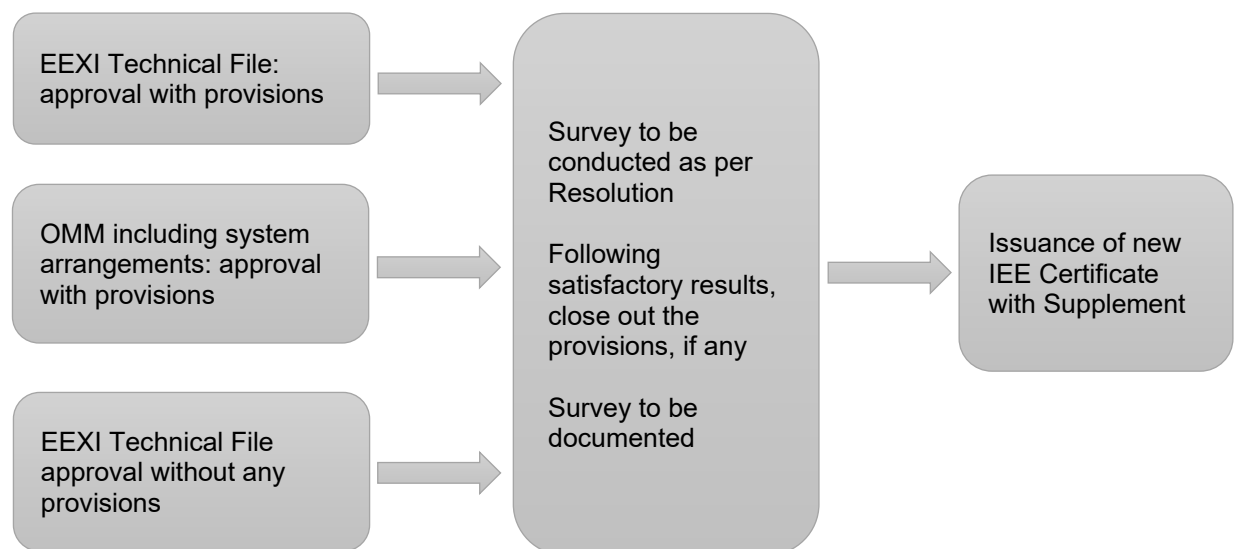 EEXI Technical File:
approval with provisions
OMM including system
arrangements: approval
with provisions
EEXI Technical File
approval without any
provisions
Survey to be
conducted as per
Resolution
Following
satisfactory results,
close out the
provisions, if any
Survey to be
documented
Issuance of new
IEE Certificate
with Supplement